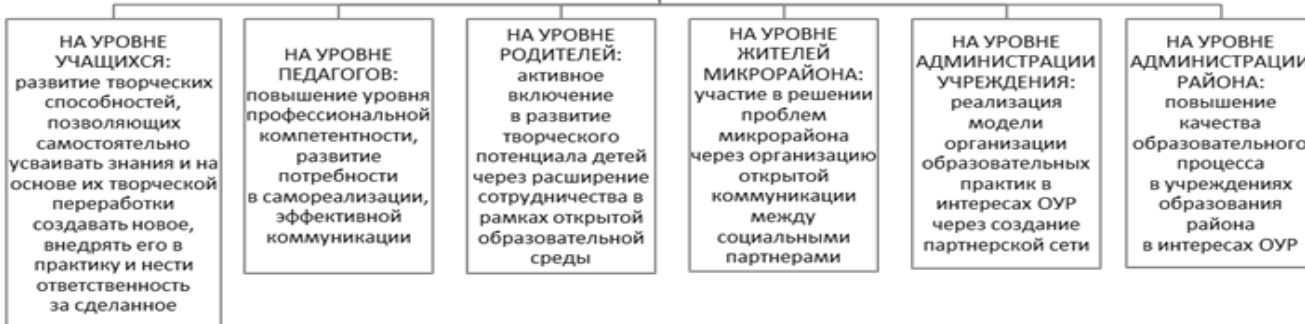 НА УРОВНЕ
УЧАЩИХСЯ:
развитие творческих
способностей,
позволяющих
самостоятельно
усваивать знания и на
основе их творческой
переработки
создавать новое,
внедрять его в
практику и нести
ответственность
за сделанное
НА УРОВНЕ
ПЕДАГОГОВ:
повышение уровня
профессиональной
компетентности,
развитие
потребности
в самореализации,
эффективной
коммуникации
НА УРОВНЕ
РОДИТЕЛЕЙ:
активное
включение
в развитие
творческого
потенциала детей
через расширение
сотрудничества в
рамках открытой
образовательной
среды
НА УРОВНЕ
ЖИТЕЛЕЙ
МИКРОРАЙОНА:
участие в решении
проблем
микрорайона
через организацию
открытой
коммуникации
между
социальными
партнерами
НА УРОВНЕ
АДМИНИСТРАЦИИ
УЧРЕЖДЕНИЯ:
реализация
модели
организации
образовательных
практик в
интересах ОУР
через создание
партнерской сети
НА УРОВНЕ
АДМИНИСТРАЦИИ
РАЙОНА:
повышение
качества
образовательного
процесса
в учреждениях
образования
района
в интересах ОУР